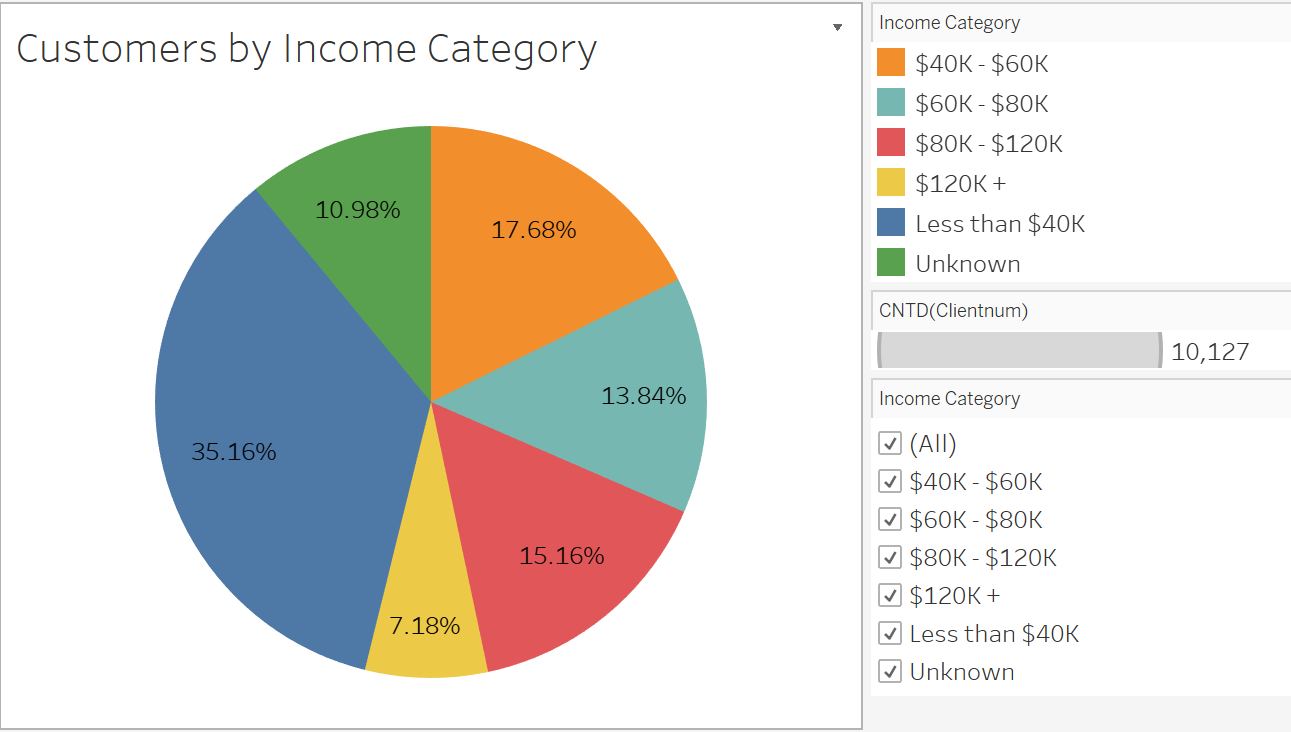 Customers by Income Category
10.98%
17.68%
13.84%
35.16%
15.16%
7.18%
Income Category
$40K - $60K
$60K - $80K
$80K - $120K
$120K +
Less than $40K
Unknown
CNTD(Clientnum)
10,127
Income Category
(All)
$40K - $60K
$60K - $80K
$80K - $120K
$120K +
Less than $40K
Unknown